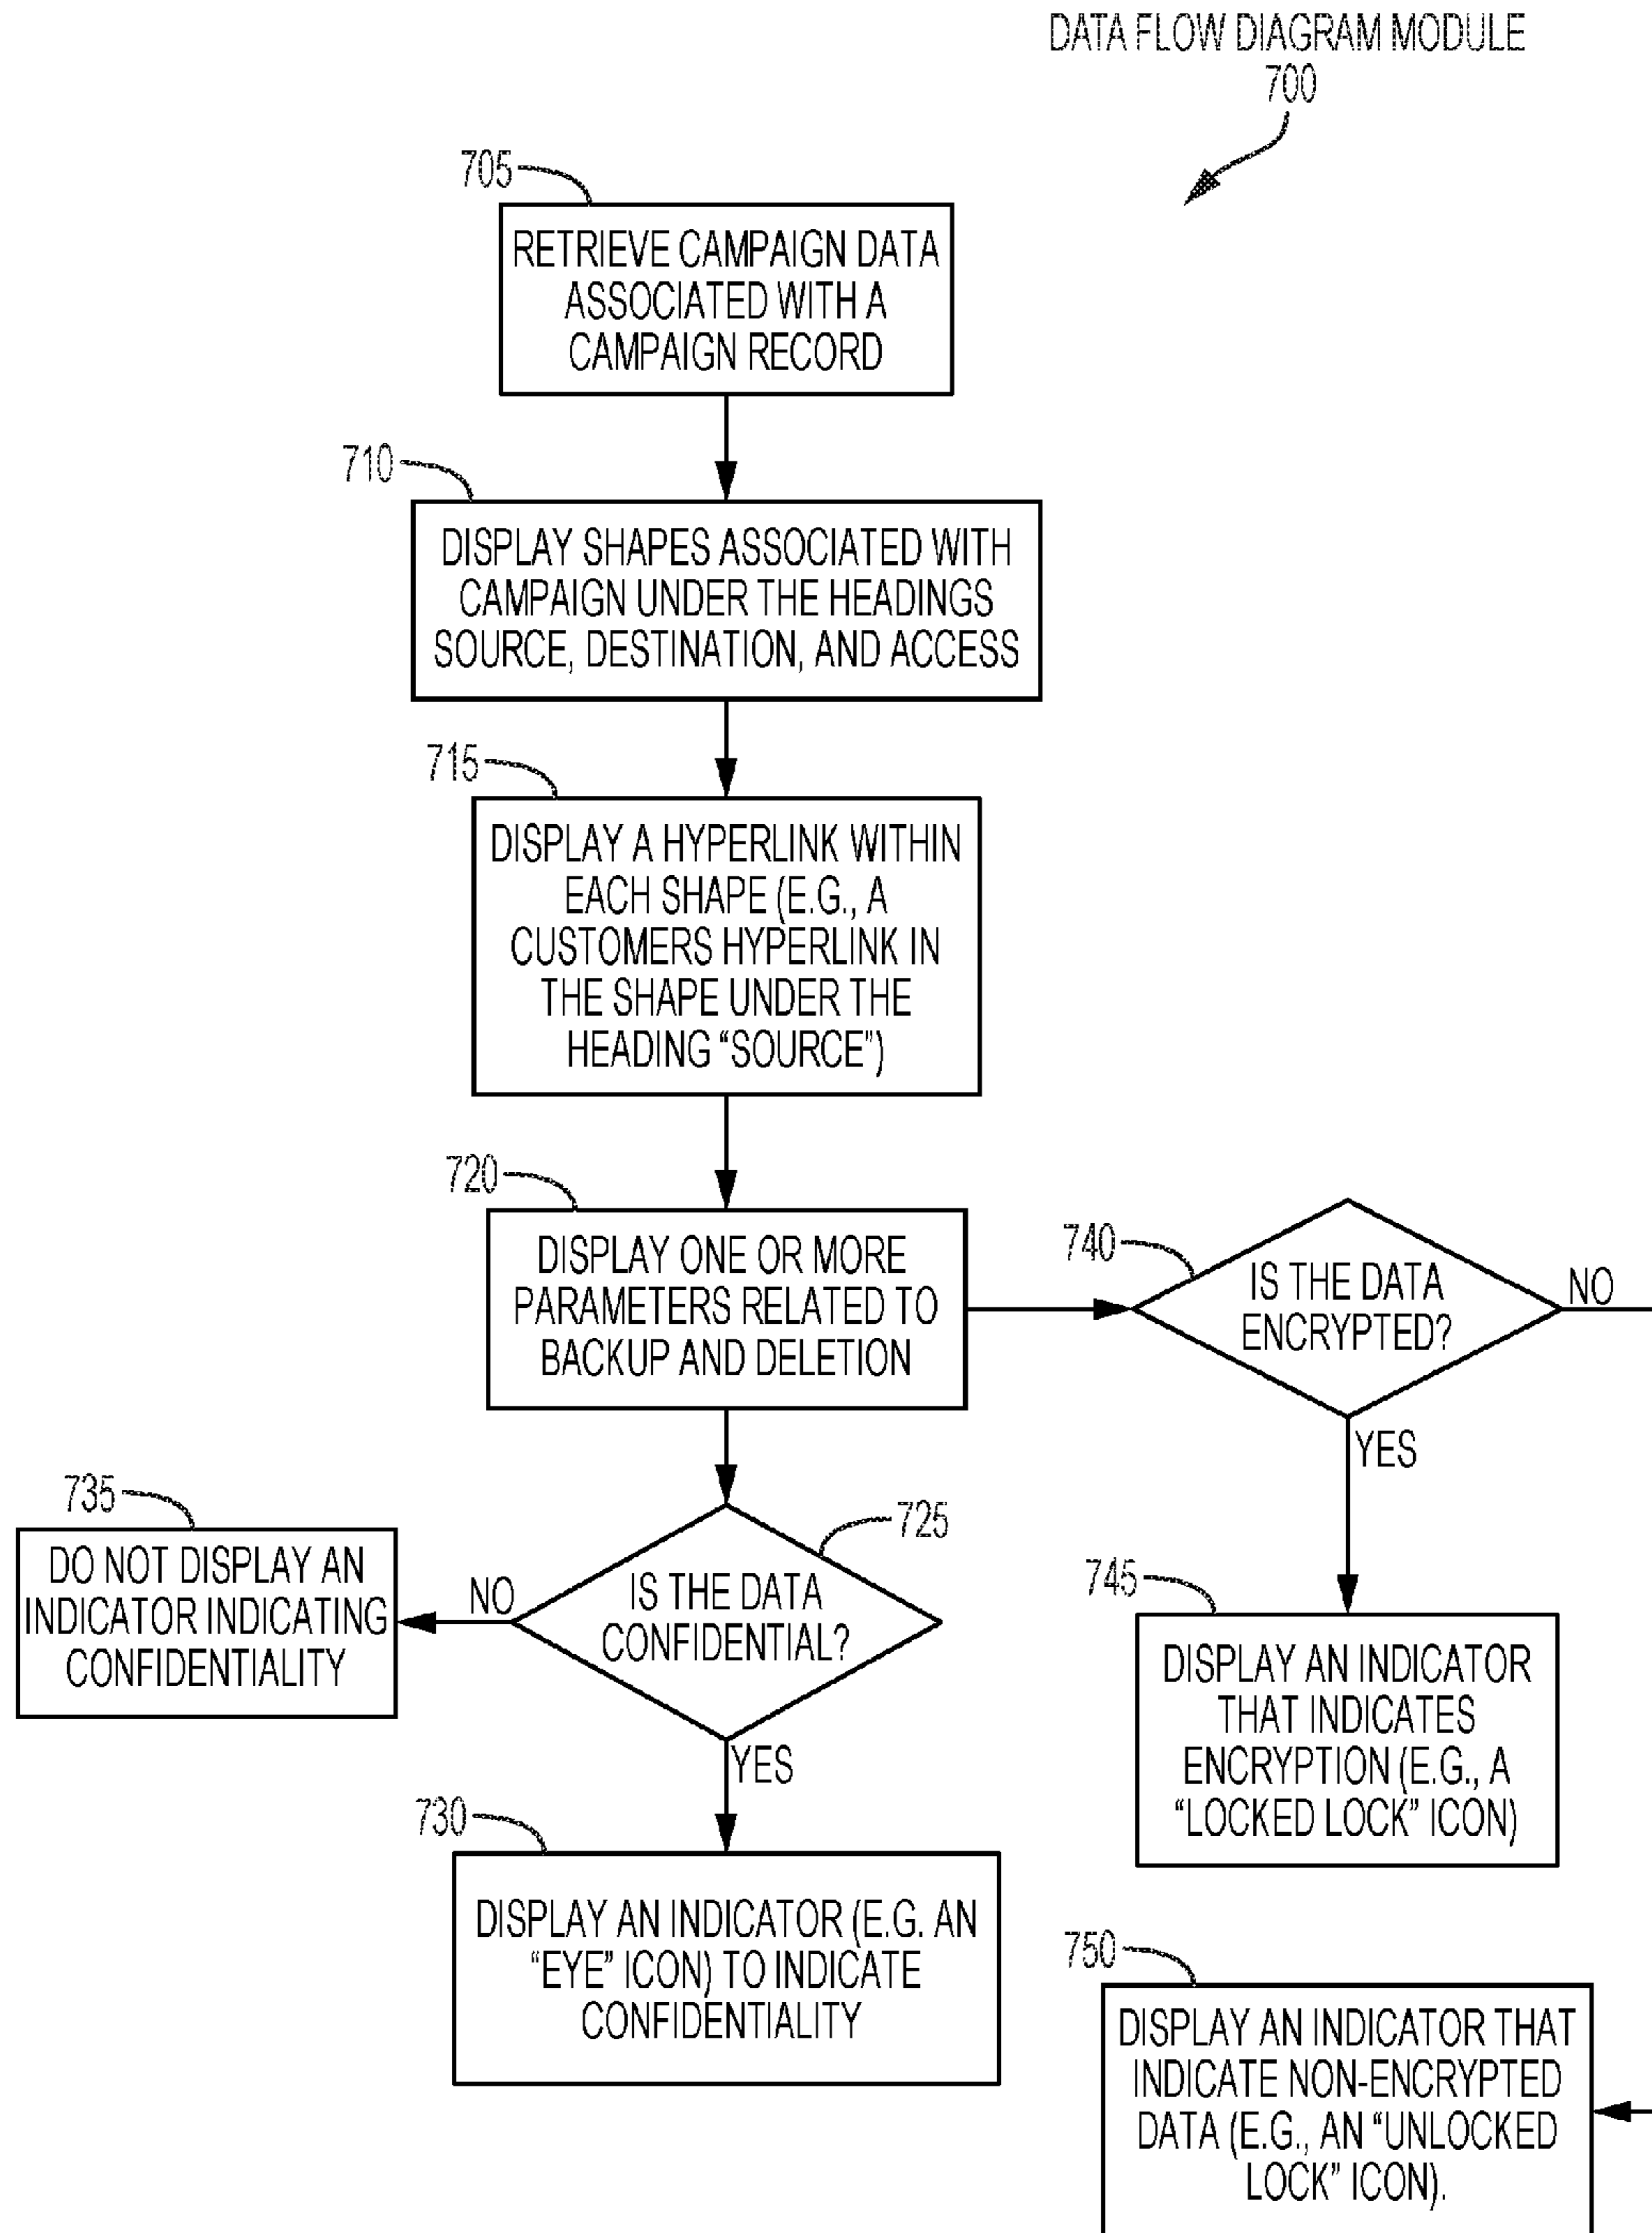 DATA FLOW DIAGRAM MODULE
700
705
RETRIEVE CAMPAIGN DATA
ASSOCIATED WITH A
CAMPAIGN RECORD
710
DISPLAY SHAPES ASSOCIATED WITH
CAMPAIGN UNDER THE HEADINGS
SOURCE, DESTINATION, AND ACCESS
715
DISPLAY A HYPERLINK WITHIN
EACH SHAPE (E.G., A
CUSTOMERS HYPERLINK IN
THE SHAPE UNDER THE
HEADING “SOURCE”)
720
DISPLAY ONE OR MORE
PARAMETERS RELATED TO
BACKUP AND DELETION
740
IS THE DATA
ENCRYPTED?
NO
YES
735
DO NOT DISPLAY AN
INDICATOR INDICATING
CONFIDENTIALITY
NO
725
IS THE DATA
CONFIDENTIAL?
YES
745
DISPLAY AN INDICATOR
THAT INDICATES
ENCRYPTION (E.G., A
“LOCKED LOCK” ICON)
730
DISPLAY AN INDICATOR (E.G. AN
“EYE” ICON) TO INDICATE
CONFIDENTIALITY
750
DISPLAY AN INDICATOR THAT
INDICATE NON-ENCRYPTED
DATA (E.G., AN “UNLOCKED
LOCK” ICON).